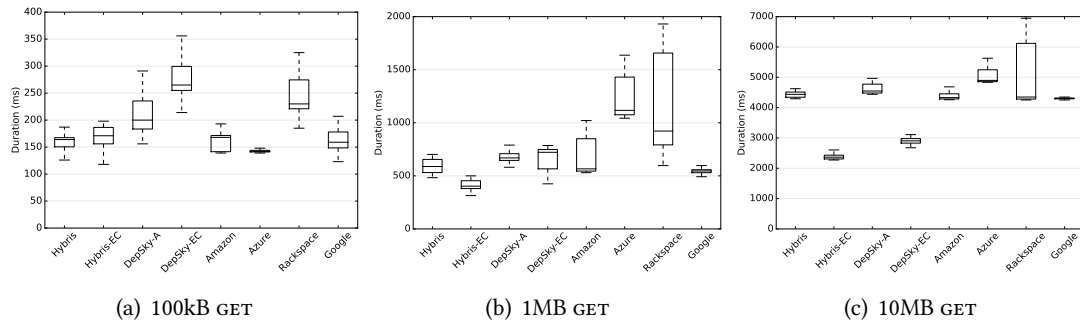 400
350
300
250
200
150
100
50
0
Duration (ms)
Hybris
Hybris-EC
DepSky-A
DepSky-EC
Amazon
Azure
Rackspace
Google
(a) 100kB GET
2000
1500
1000
500
0
Duration (ms)
Hybris
Hybris-EC
DepSky-A
DepSky-EC
Amazon
Azure
Rackspace
Google
(b) 1MB GET
7000
6000
5000
4000
3000
2000
1000
0
Duration (ms)
Hybris
Hybris-EC
DepSky-A
DepSky-EC
Amazon
Azure
Rackspace
Google
(c) 10MB GET